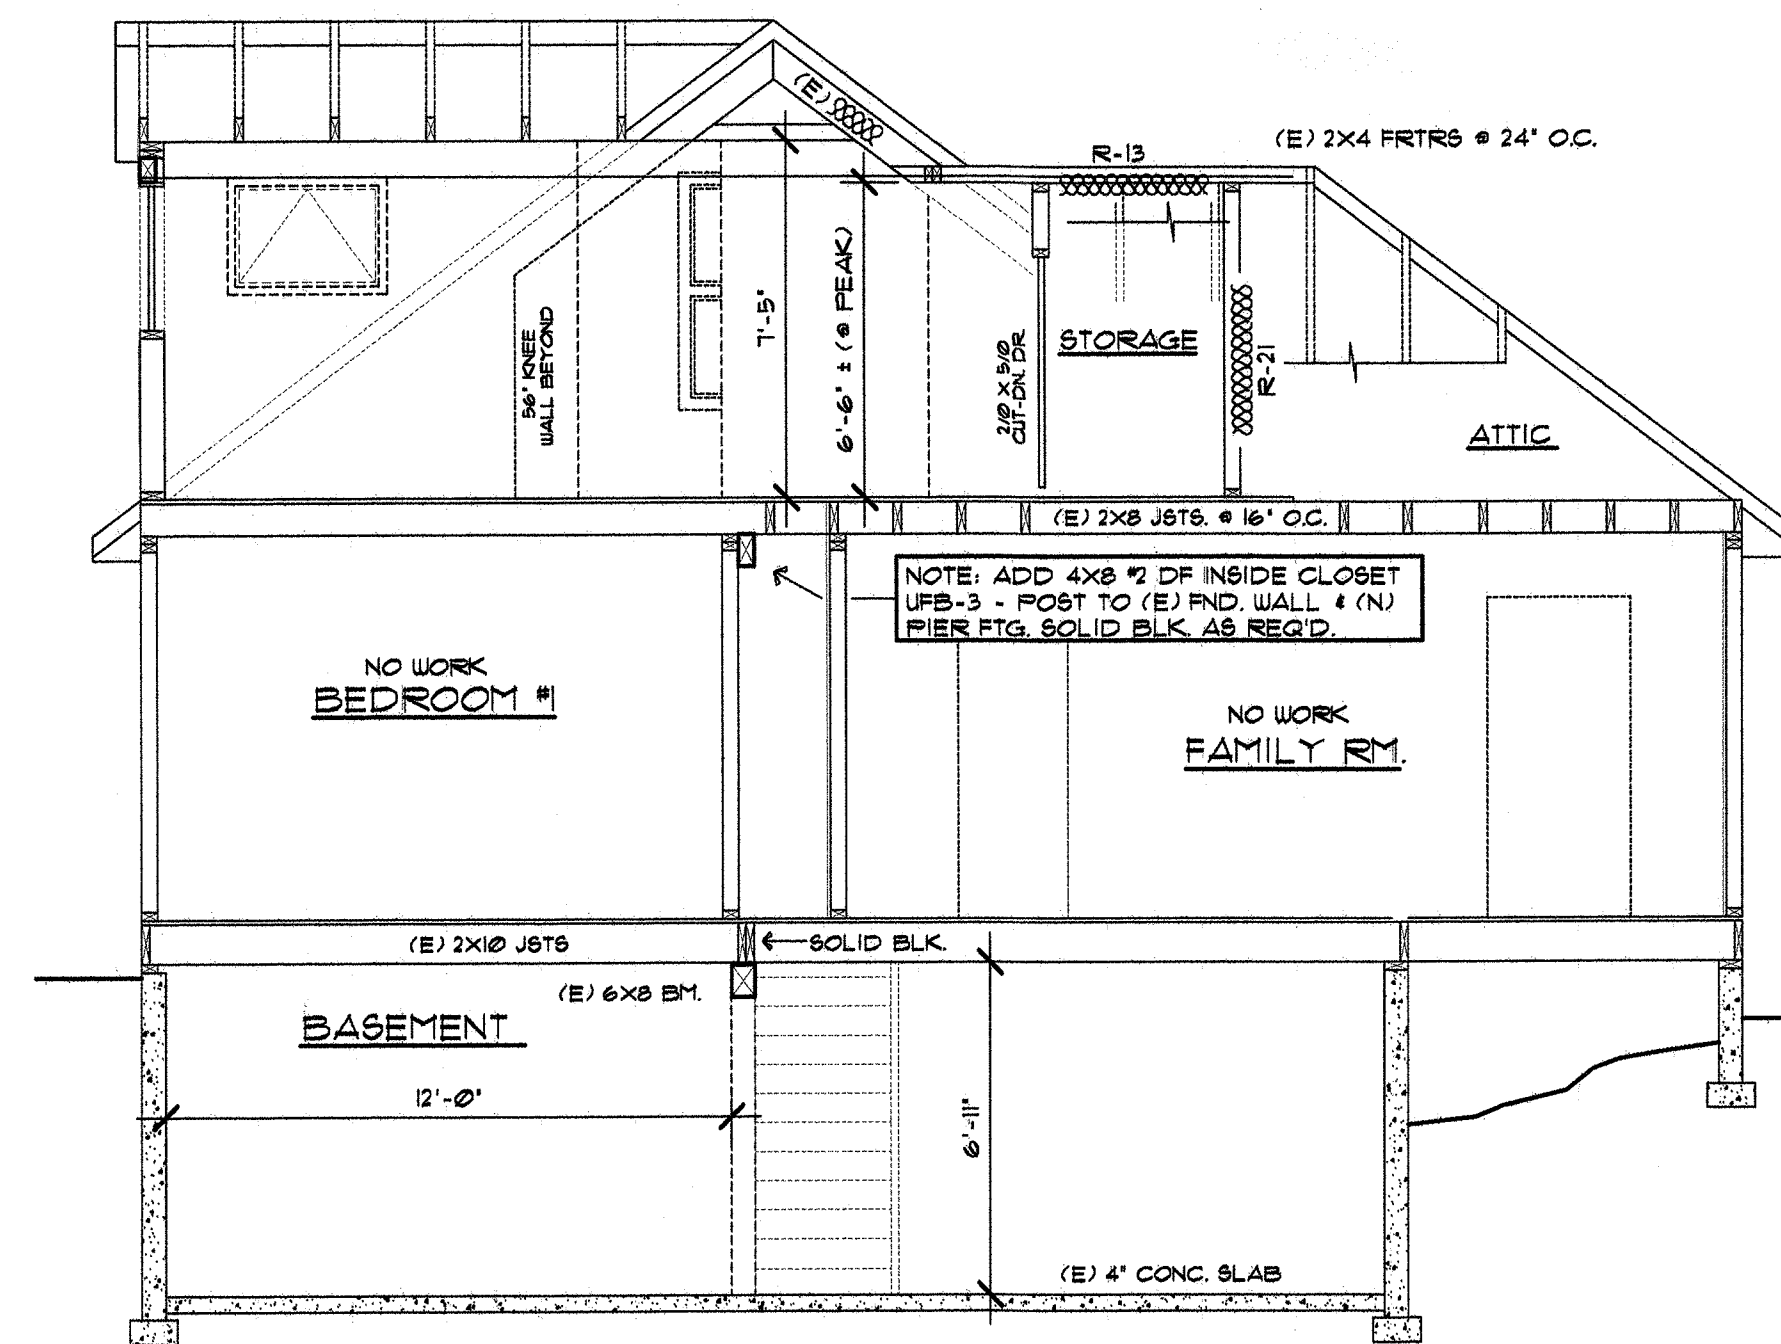 (E)
R-13
(E) 2X4 FRTRS @ 24" O.C.
7'-5"
6'-6" ± (@ PEAK)
56" KNEE
WALL BEYOND
2/0 X 5/0
CUT-DN. DR
STORAGE
R-21
ATTIC
(E) 2X8 JSTS. @ 16" O.C.
NOTE: ADD 4X8 #2 DF INSIDE CLOSET
UFB-3 - POST TO (E) FND. WALL & (N)
PIER FTG. SOLID BLK. AS REQ'D.
NO WORK
BEDROOM #1
NO WORK
FAMILY RM.
(E) 2X10 JSTS
SOLID BLK.
(E) 6X8 BM.
BASEMENT
12'-0"
6'-11"
(E) 4" CONC. SLAB